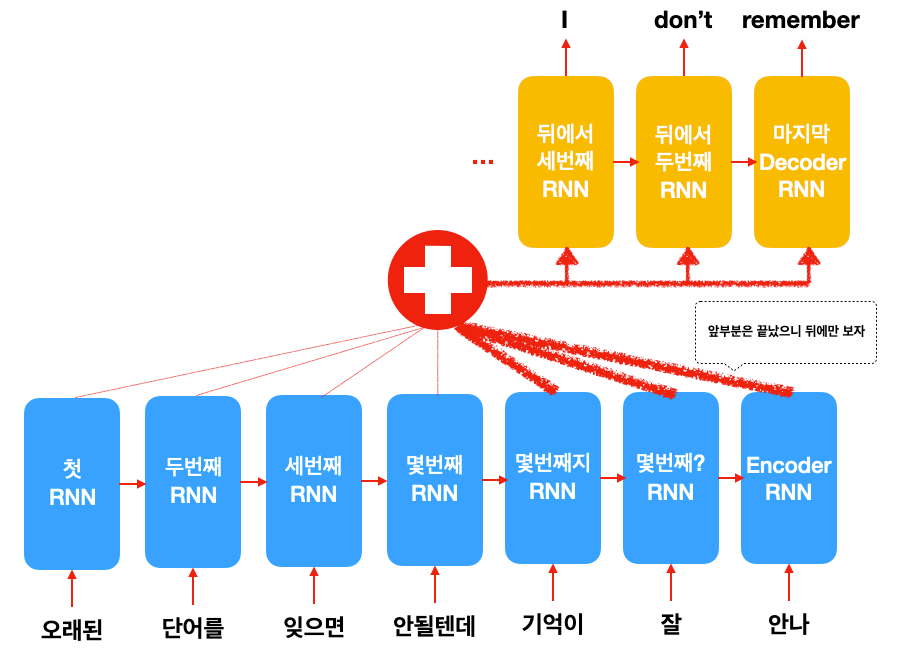 I don't remember
뒤에서
세번째
RNN
뒤에서
두번째
RNN
마지막
Decoder
RNN
...
앞부분은 끝났으니 뒤에만 보자
첫
RNN
두번째
RNN
세번째
RNN
몇번째
RNN
몇번째지
RNN
몇번째?
RNN
Encoder
RNN
오래된 단어를 잊으면 안될텐데 기억이 잘 안나